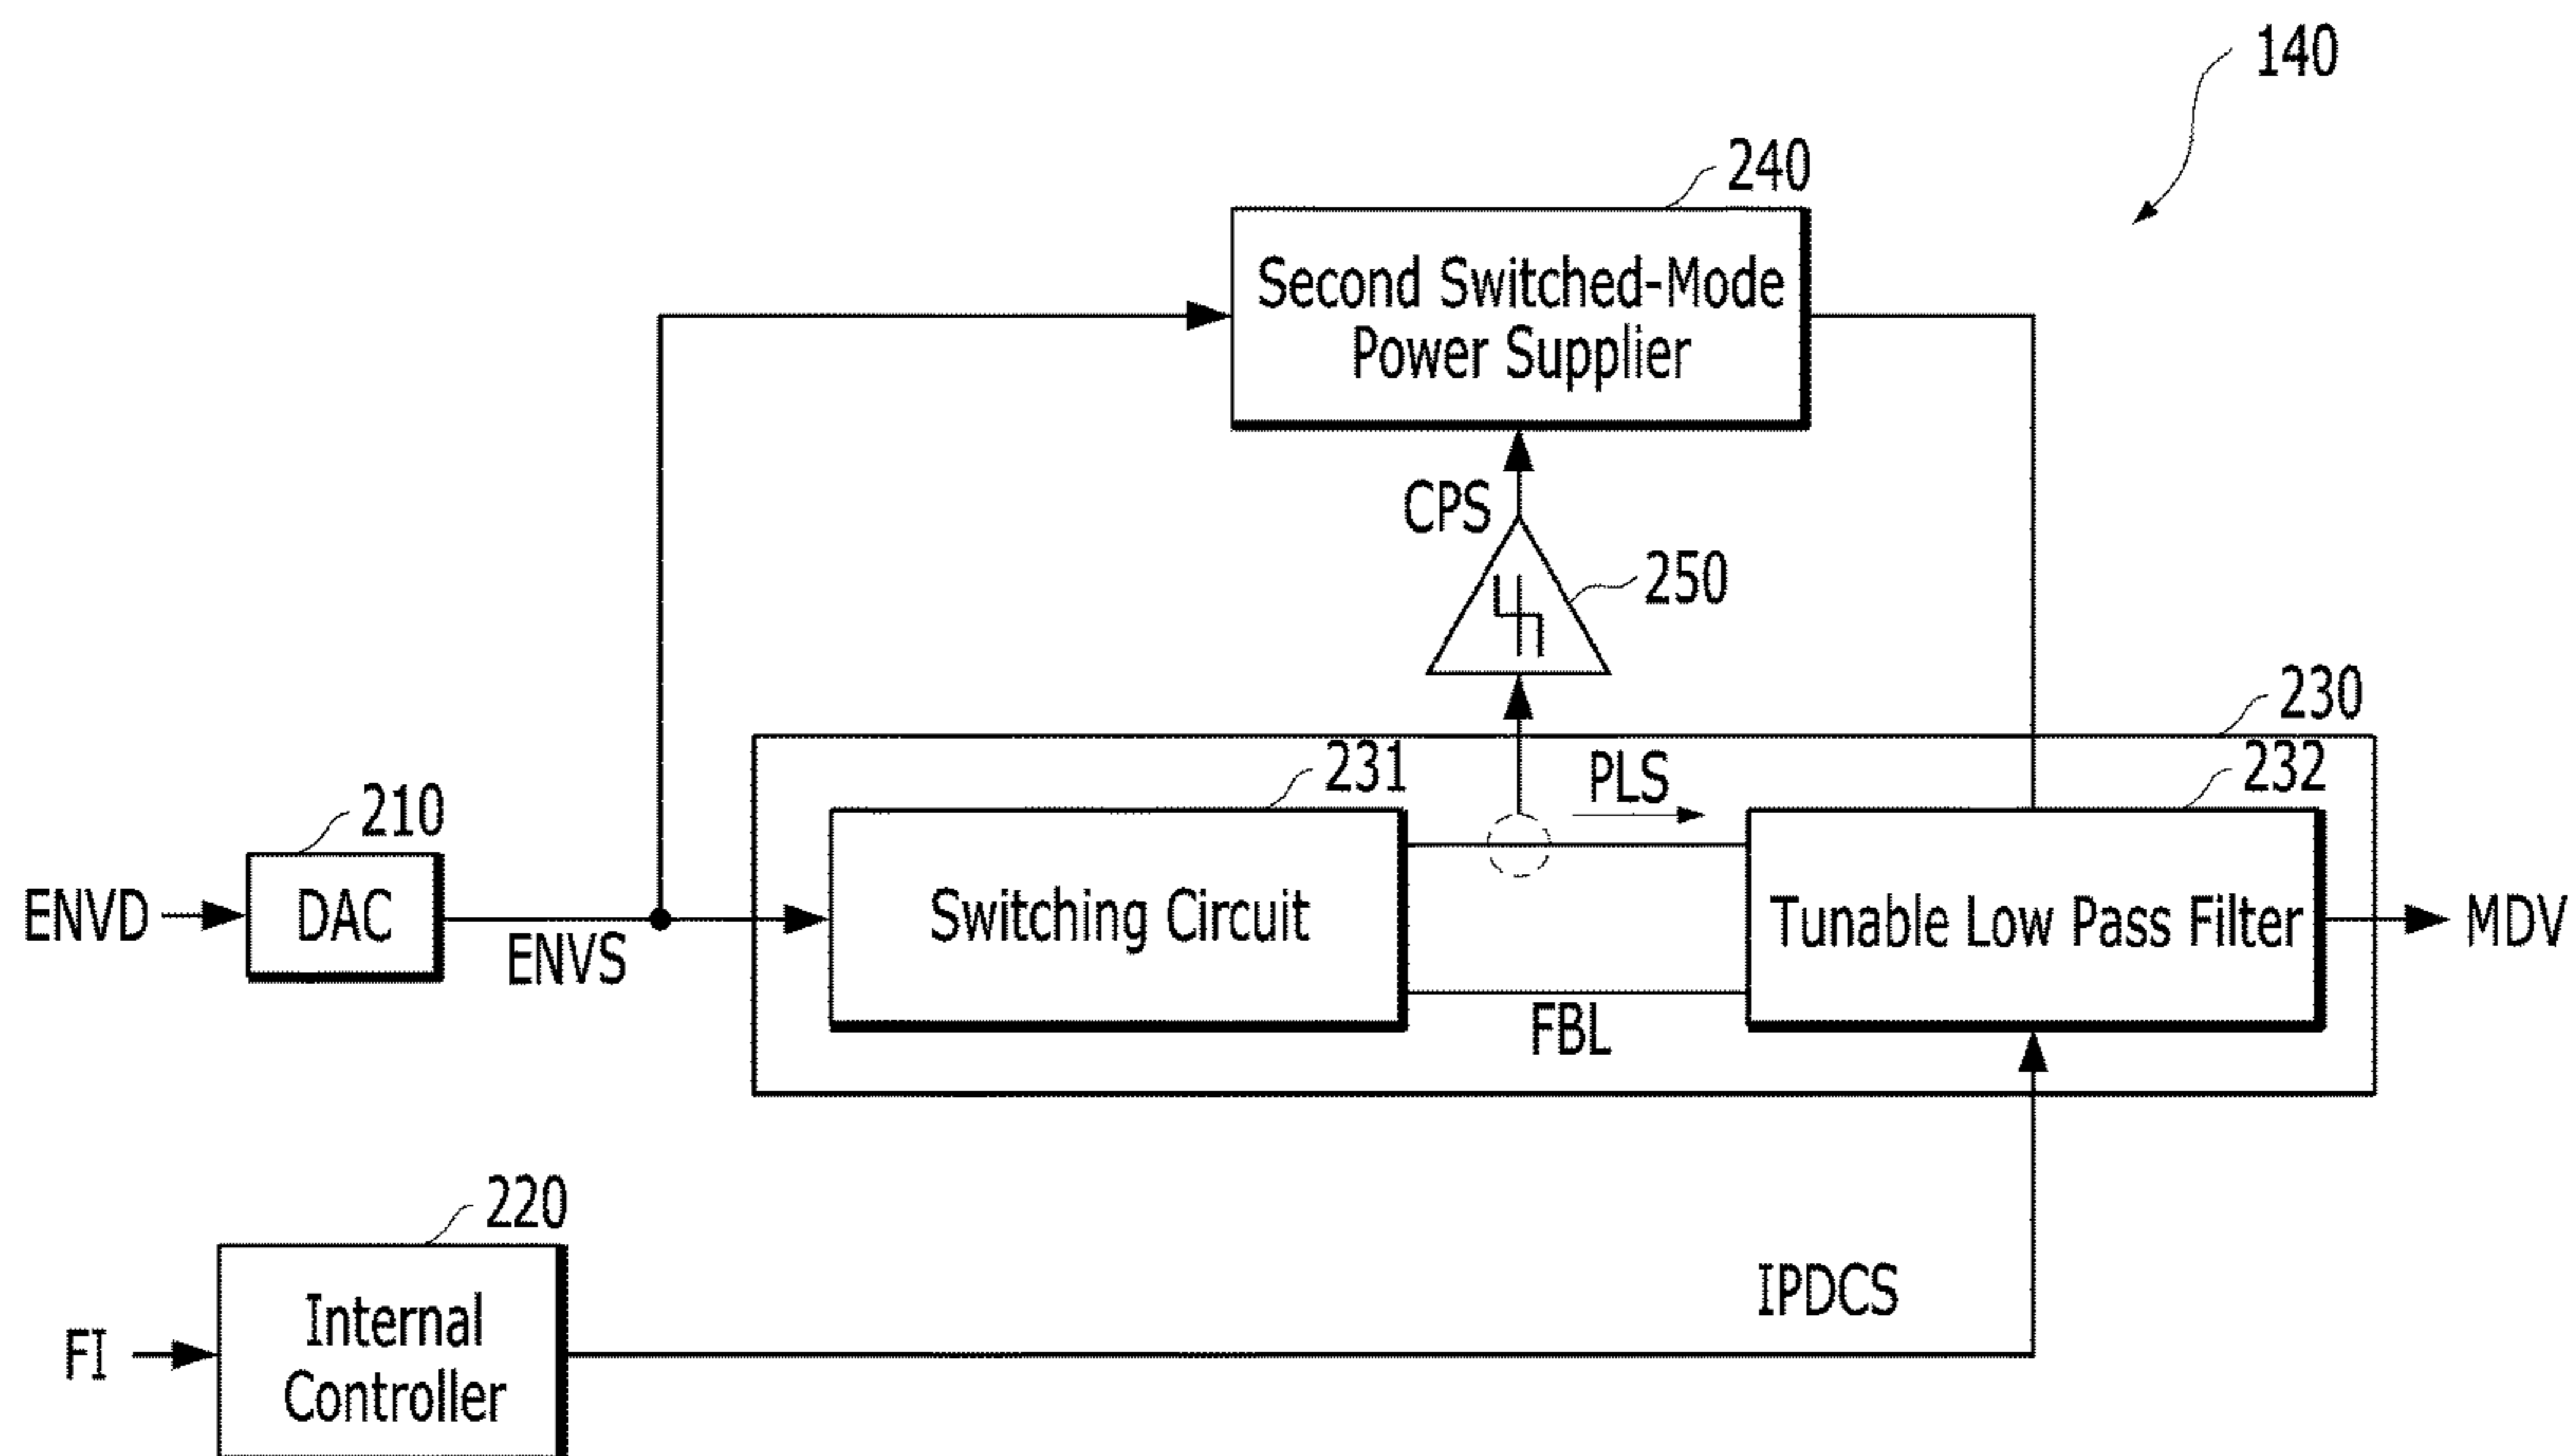 140
240
Second Switched-Mode
Power Supplier
CPS
250
230
231
PLS
232
210
ENVD
DAC
ENVS
Switching Circuit
Tunable Low Pass Filter
MDV
FBL
220
IPDCS
FI
Internal
Controller